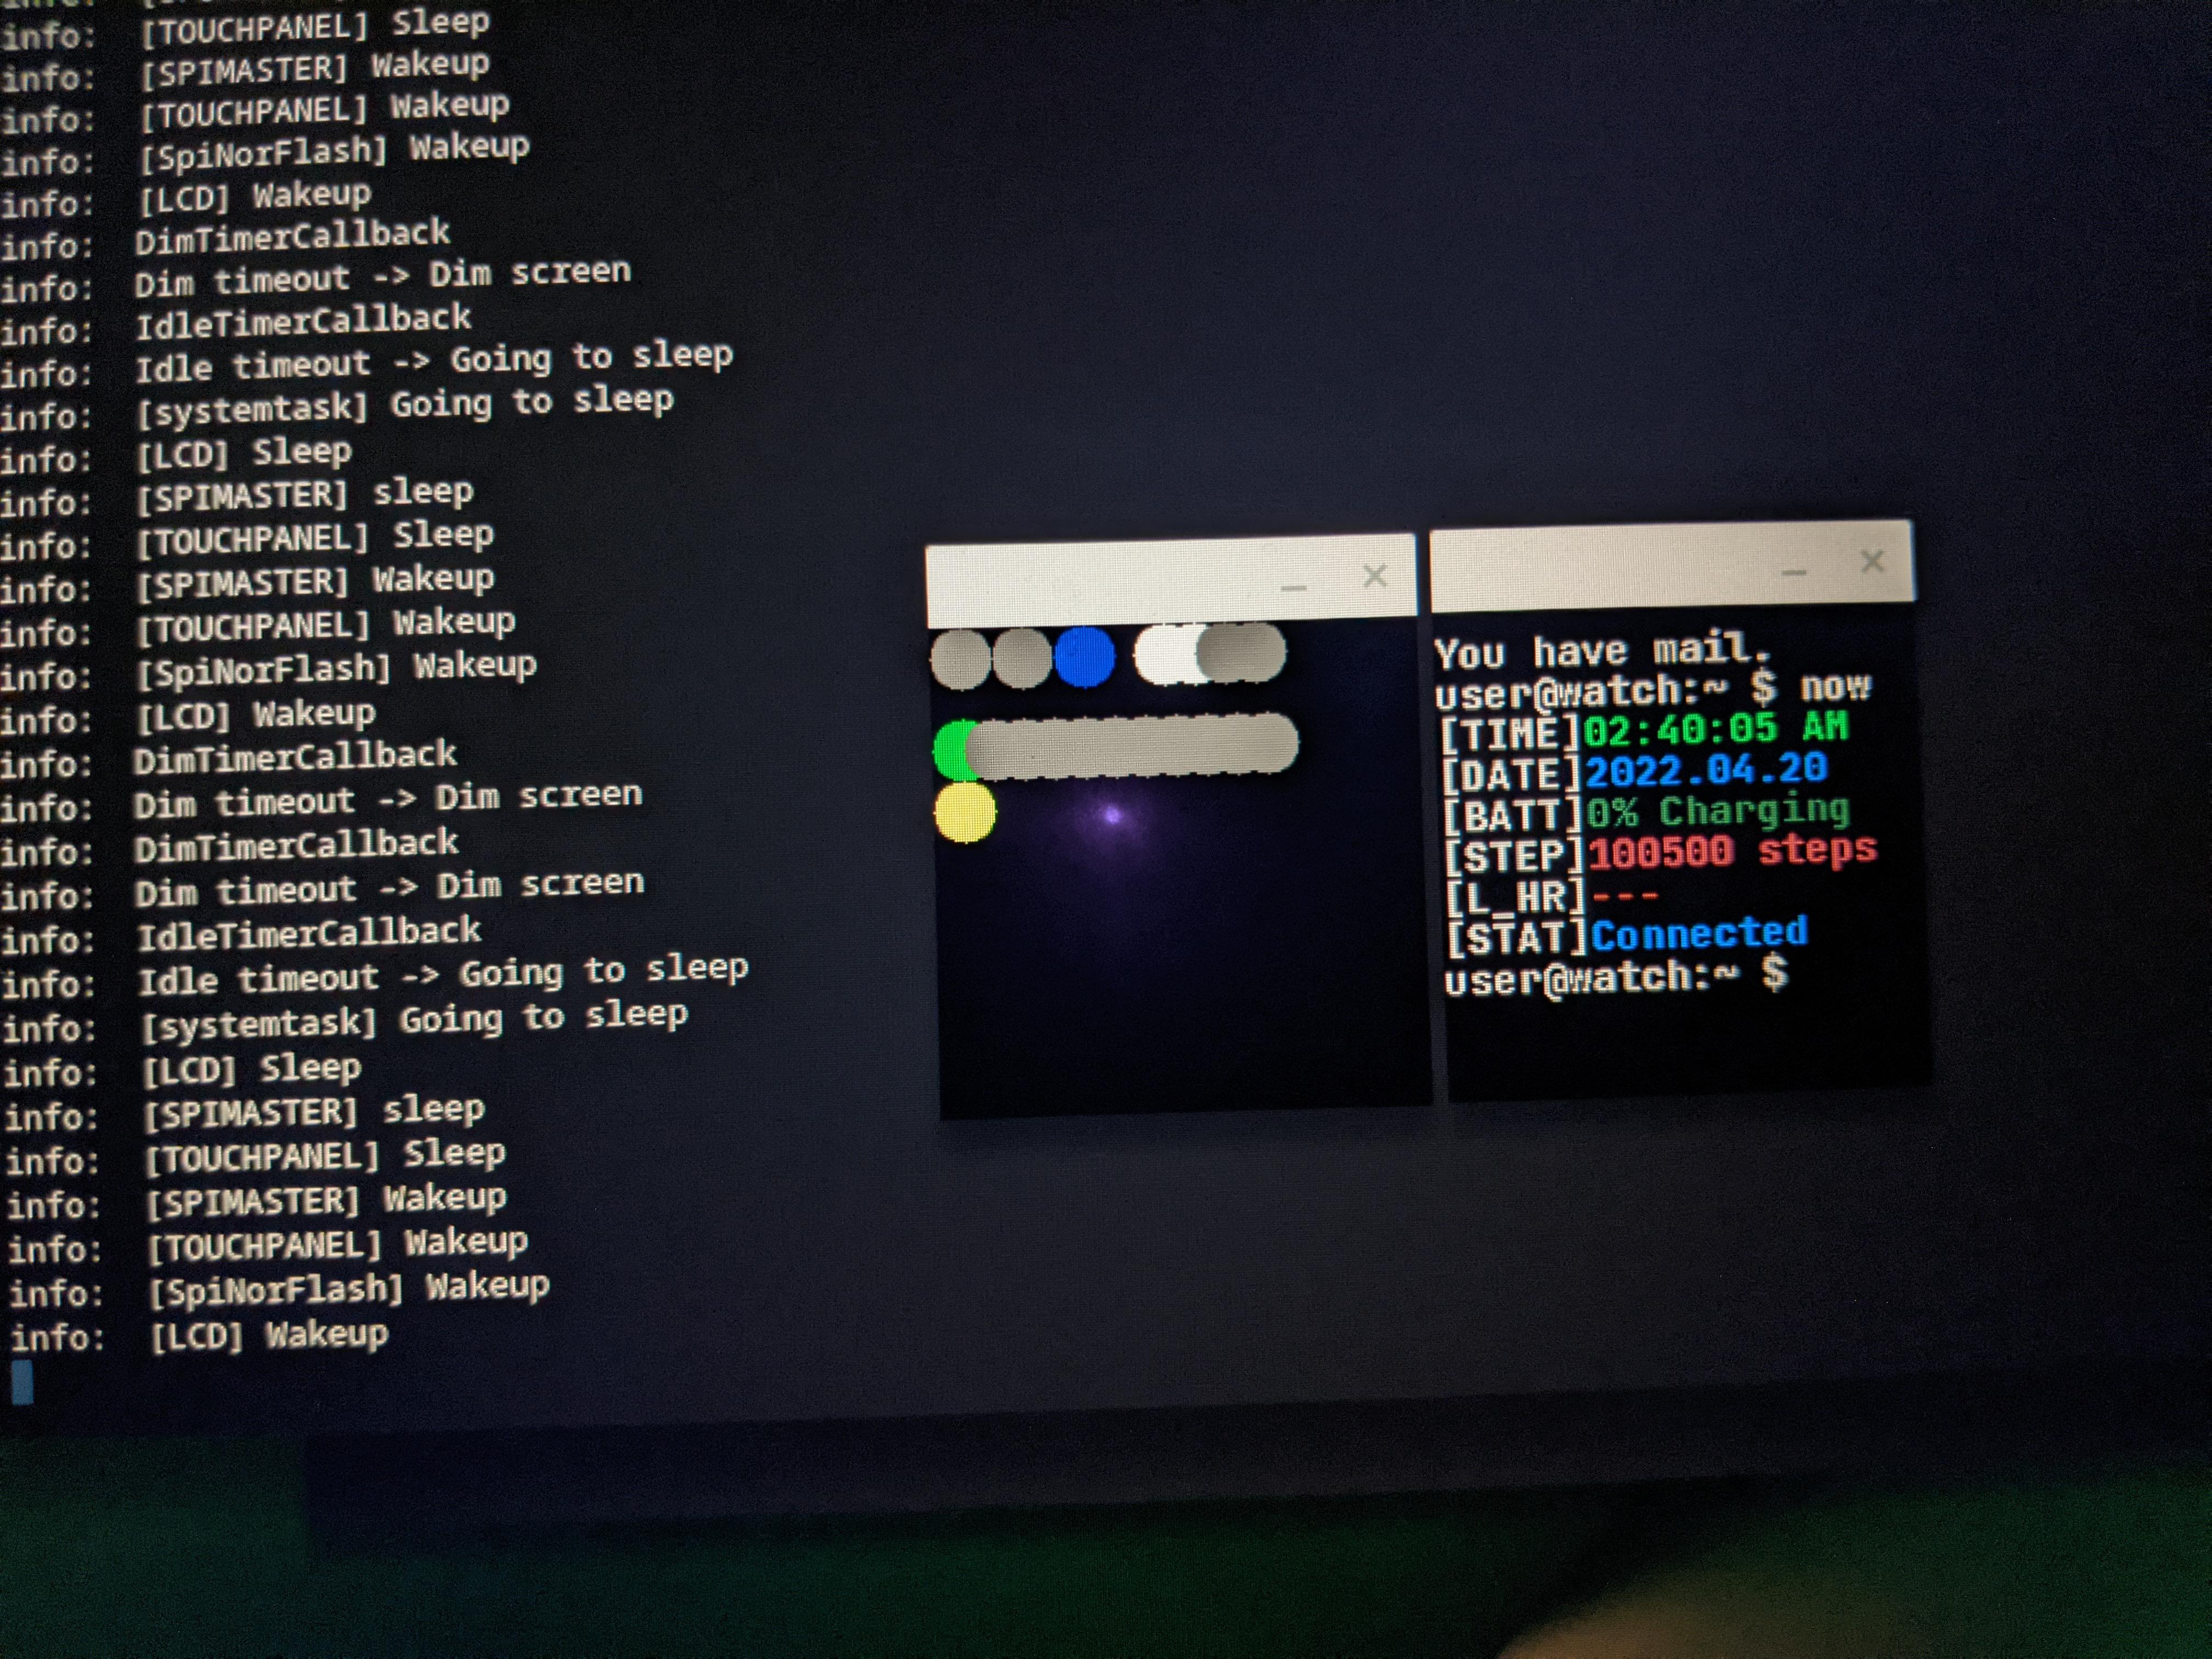 info: [TOUCHPANEL] Sleep
info: [SPIMASTER] Wakeup
info: [TOUCHPANEL] Wakeup
info: [SpiNorFlash] Wakeup
info: [LCD] Wakeup
info: DimTimerCallback
info: Dim timeout -> Dim screen
info: IdleTimerCallback
info: Idle timeout -> Going to sleep
info: [systemtask] Going to sleep
info: [LCD] Sleep
info: [SPIMASTER] sleep
info: [TOUCHPANEL] Sleep
info: [SPIMASTER] Wakeup
info: [TOUCHPANEL] Wakeup
info: [SpiNorFlash] Wakeup
info: [LCD] Wakeup
info: DimTimerCallback
info: Dim timeout -> Dim screen
info: DimTimerCallback
info: Dim timeout -> Dim screen
info: IdleTimerCallback
info: Idle timeout -> Going to sleep
info: [systemtask] Going to sleep
info: [LCD] Sleep
info: [SPIMASTER] sleep
info: [TOUCHPANEL] Sleep
info: [SPIMASTER] Wakeup
info: [TOUCHPANEL] Wakeup
info: [SpiNorFlash] Wakeup
info: [LCD] Wakeup
You have mail.
user@watch:~ $ now
[TIME]02:40:05 AM
[DATE]2022.04.20
[BATT]0% Charging
[STEP]100500 steps
[L_HR]---
[STAT]Connected
user@watch:~ $